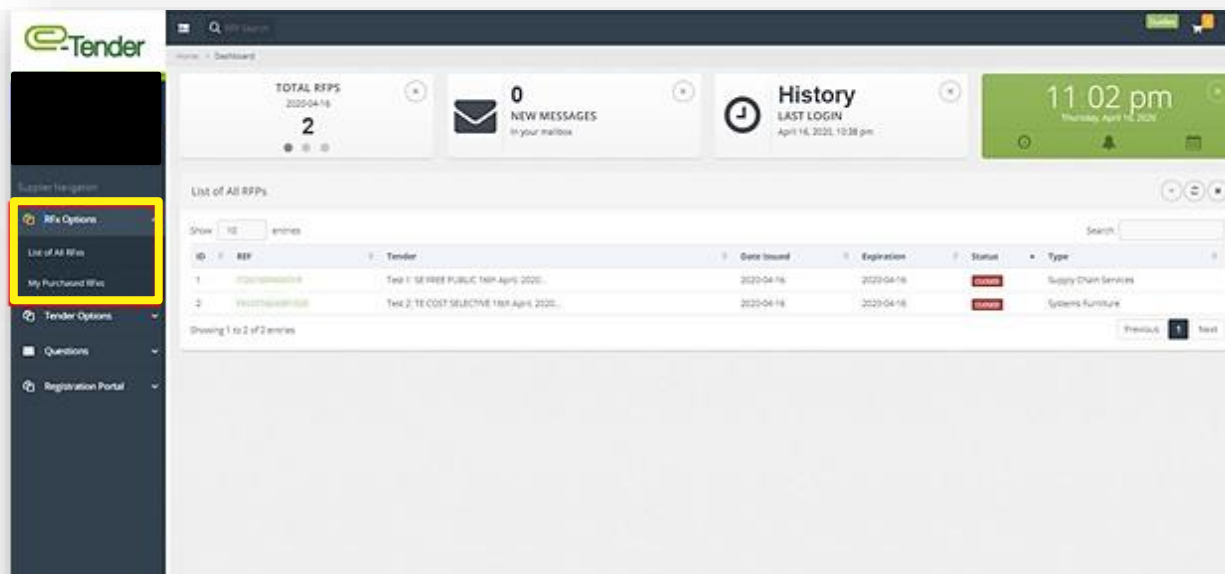 e-Tender
RFP Search
Guides
Home > Dashboard
TOTAL RFPS
2020-04-16
2
0
NEW MESSAGES
In your mailbox
History
LAST LOGIN
April 16, 2020, 10:38 pm
11:02 pm
Thursday, April 16, 2020
Supplier Navigation
RFx Options
List of All RFxs
My Purchased RFxs
Tender Options
Questions
Registration Portal
List of All RFPs
Show 10 entries
Search:
ID REF Tender Date Issued Expiration Status Type
1 Test 1: SE FREE PUBLIC 16th April, 2020... 2020-04-16 2020-04-16 CLOSED Supply Chain Services
2 Test 2: TE COST SELECTIVE 16th April, 2020... 2020-04-16 2020-04-16 CLOSED Systems Furniture
Showing 1 to 2 of 2 entries
Previous 1 Next